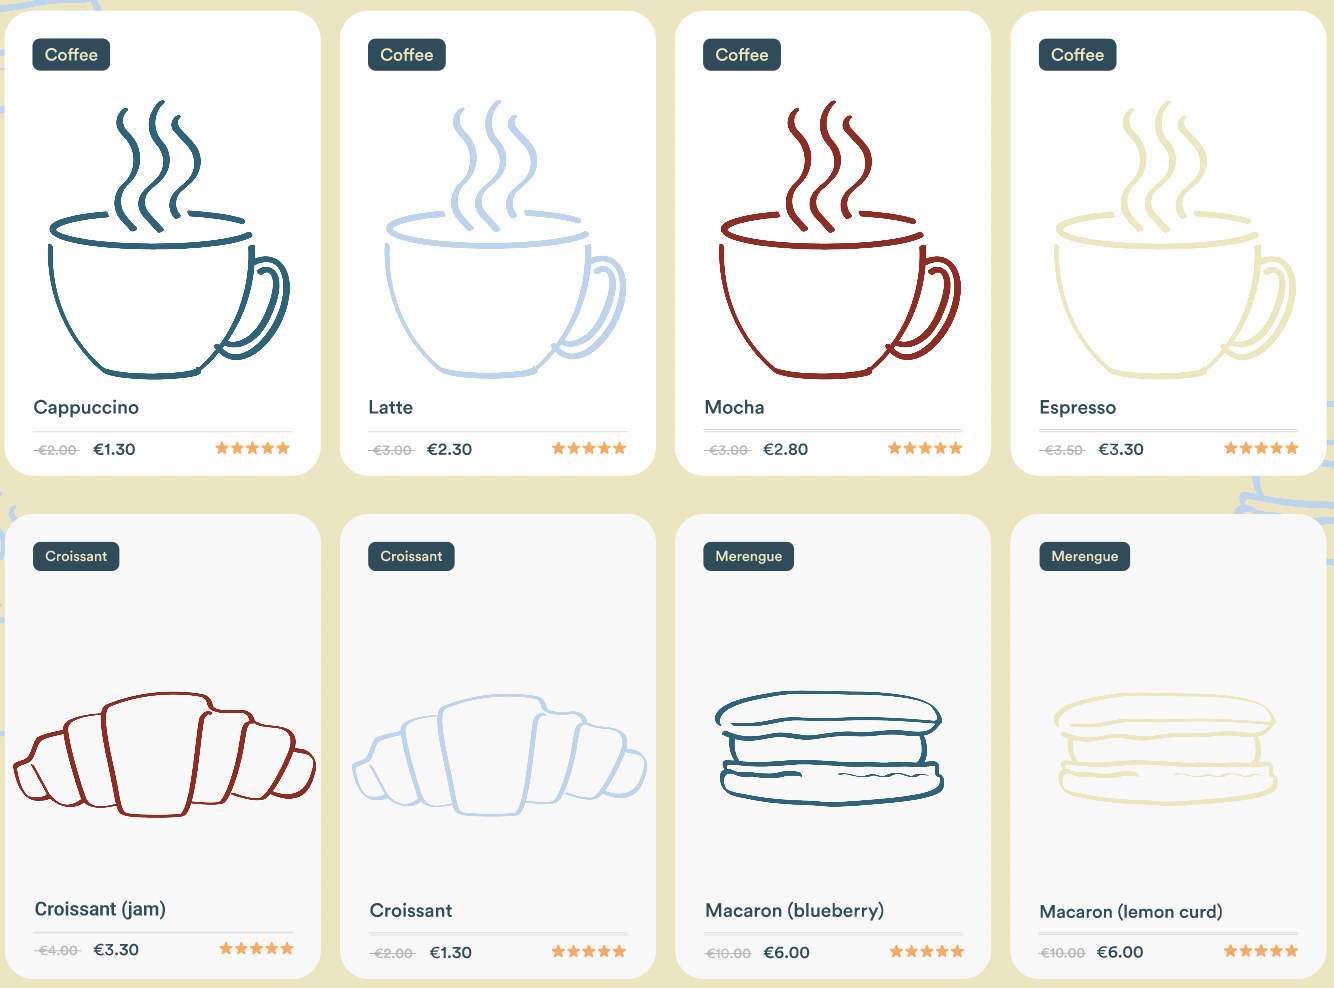 Coffee
Coffee
Coffee
Coffee
Cappuccino
Latte
Mocha
Espresso
€2.00 €1.30
€3.00 €2.30
€3.00 €2.80
€3.50 €3.30
Croissant
Croissant
Merengue
Merengue
Croissant (jam)
Croissant
Macaron (blueberry)
Macaron (lemon curd)
€4.00 €3.30
€2.00 €1.30
€10.00 €6.00
€10.00 €6.00